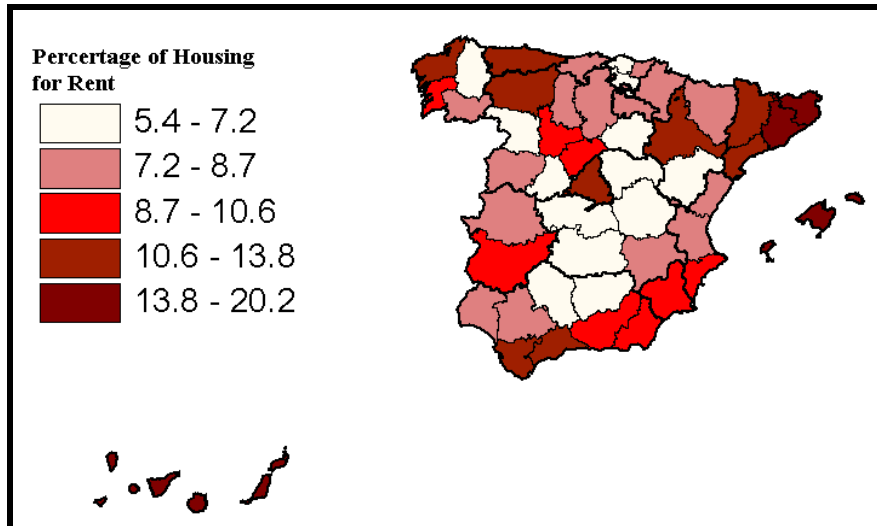 Percertage of Housing
for Rent
5.4 - 7.2
7.2 - 8.7
8.7 - 10.6
10.6 - 13.8
13.8 - 20.2